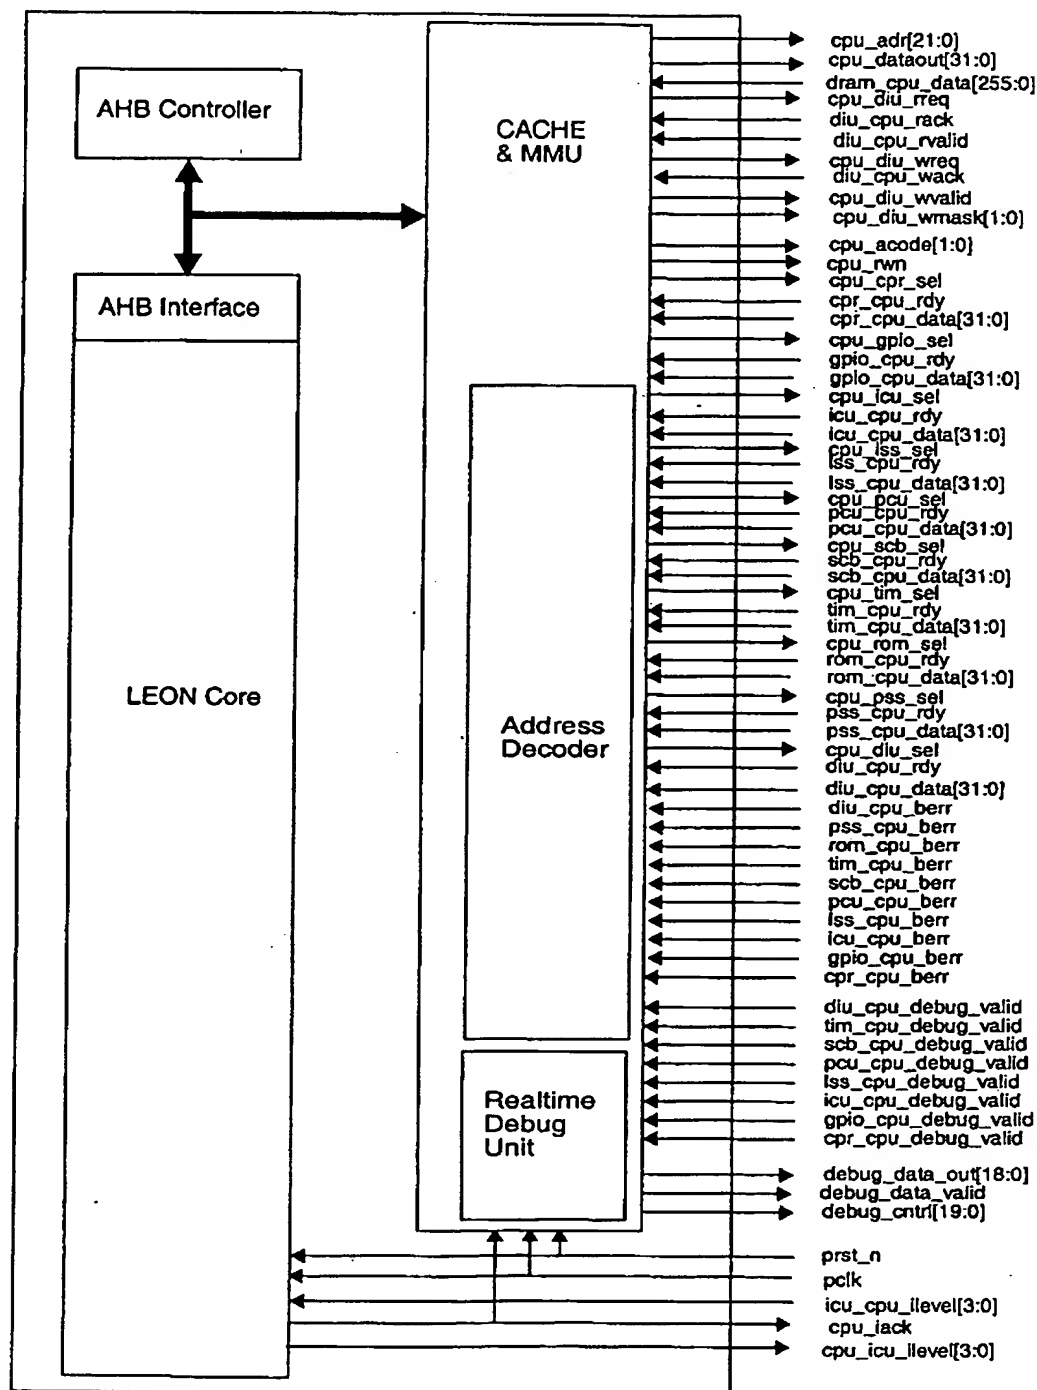 AHB Controller
CACHE
& MMU
AHB Interface
LEON Core
Address
Decoder
Realtime
Debug
Unit
cpu_adr[21:0]
cpu_dataout[31:0]
dram_cpu_data[255:0]
cpu_diu_rreq
diu_cpu_rack
diu_cpu_rvalid
cpu_diu_wreq
diu_cpu_wack
cpu_diu_wvalid
cpu_diu_wmask[1:0]
cpu_acode[1:0]
cpu_rwn
cpu_cpr_sel
cpr_cpu_rdy
cpr_cpu_data[31:0]
cpu_gpio_sel
gpio_cpu_rdy
gpio_cpu_data[31:0]
cpu_icu_sel
icu_cpu_rdy
icu_cpu_data[31:0]
cpu_lss_sel
lss_cpu_rdy
lss_cpu_data[31:0]
cpu_pcu_sel
pcu_cpu_rdy
pcu_cpu_data[31:0]
cpu_scb_sel
scb_cpu_rdy
scb_cpu_data[31:0]
cpu_tim_sel
tim_cpu_rdy
tim_cpu_data[31:0]
cpu_rom_sel
rom_cpu_rdy
rom_cpu_data[31:0]
cpu_pss_sel
pss_cpu_rdy
pss_cpu_data[31:0]
cpu_diu_sel
diu_cpu_rdy
diu_cpu_data[31:0]
diu_cpu_berr
pss_cpu_berr
rom_cpu_berr
tim_cpu_berr
scb_cpu_berr
pcu_cpu_berr
lss_cpu_berr
icu_cpu_berr
gpio_cpu_berr
cpr_cpu_berr
diu_cpu_debug_valid
tim_cpu_debug_valid
scb_cpu_debug_valid
pcu_cpu_debug_valid
lss_cpu_debug_valid
icu_cpu_debug_valid
gpio_cpu_debug_valid
cpr_cpu_debug_valid
debug_data_out[18:0]
debug_data_valid
debug_cntrl[19:0]
prst_n
pclk
icu_cpu_ilevel[3:0]
cpu_iack
cpu_icu_ilevel[3:0]